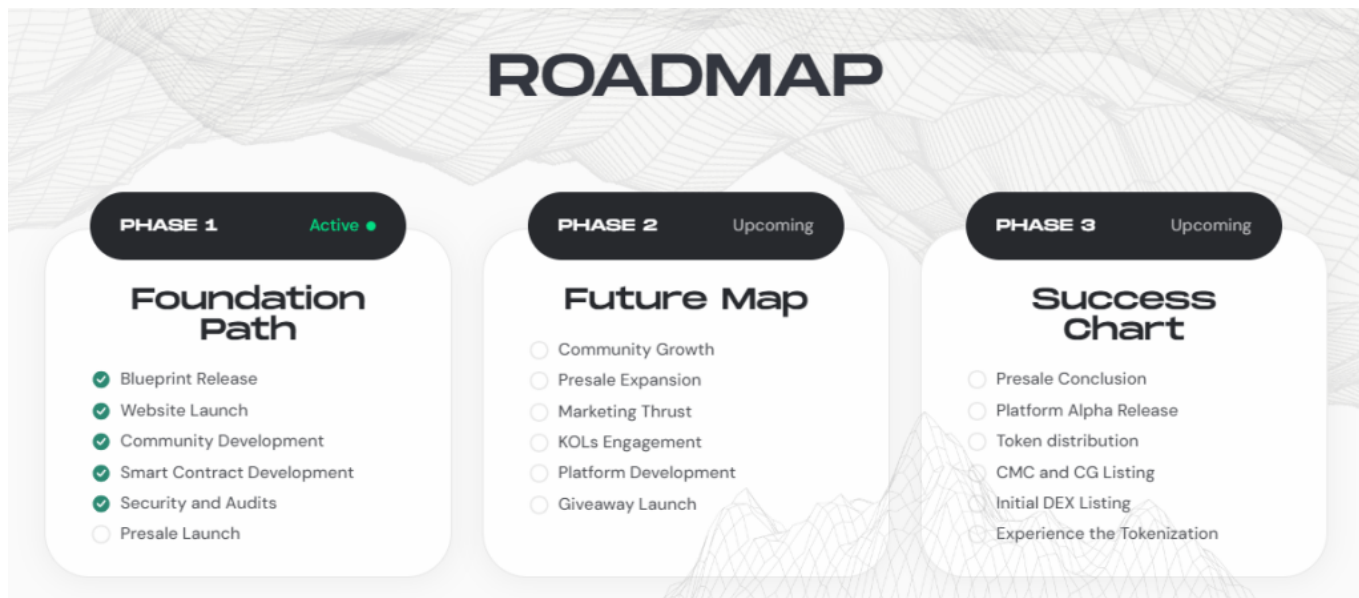 ROADMAP
PHASE 1
Active
Foundation
Path
Blueprint Release
Website Launch
Community Development
Smart Contract Development
Security and Audits
Presale Launch
PHASE 2
Upcoming
Future Map
Community Growth
Presale Expansion
Marketing Thrust
KOLs Engagement
Platform Development
Giveaway Launch
PHASE 3
Upcoming
Success
Chart
Presale Conclusion
Platform Alpha Release
Token distribution
CMC and CG Listing
Initial DEX Listing
Experience the Tokenization